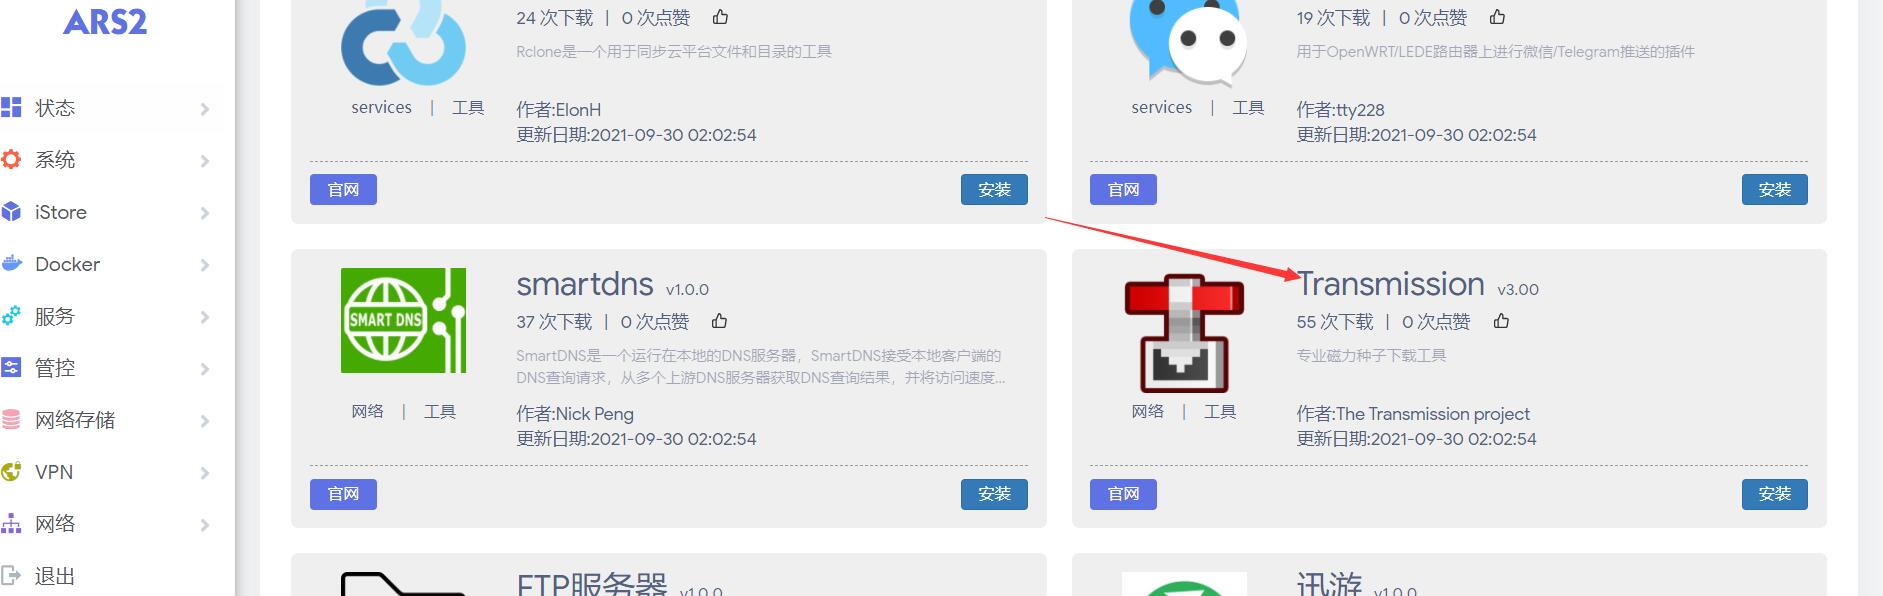 ARS2
状态
系统
iStore
Docker
服务
管控
网络存储
VPN
网络
退出
24 次下载 | 0 次点赞
Rclone是一个用于同步云平台文件和目录的工具
services | 工具
作者:ElonH
更新日期:2021-09-30 02:02:54
官网
安装
19 次下载 | 0 次点赞
用于OpenWRT/LEDE路由器上进行微信/Telegram推送的插件
services | 工具
作者:tty228
更新日期:2021-09-30 02:02:54
官网
安装
SMART DNS
smartdns v1.0.0
37 次下载 | 0 次点赞
SmartDNS是一个运行在本地的DNS服务器，SmartDNS接受本地客户端的
DNS查询请求，从多个上游DNS服务器获取DNS查询结果，并将访问速度...
网络 | 工具
作者:Nick Peng
更新日期:2021-09-30 02:02:54
官网
安装
Transmission v3.00
55 次下载 | 0 次点赞
专业磁力种子下载工具
网络 | 工具
作者:The Transmission project
更新日期:2021-09-30 02:02:54
官网
安装
FTP服务器 v1.0.0
迅游 v1.0.0